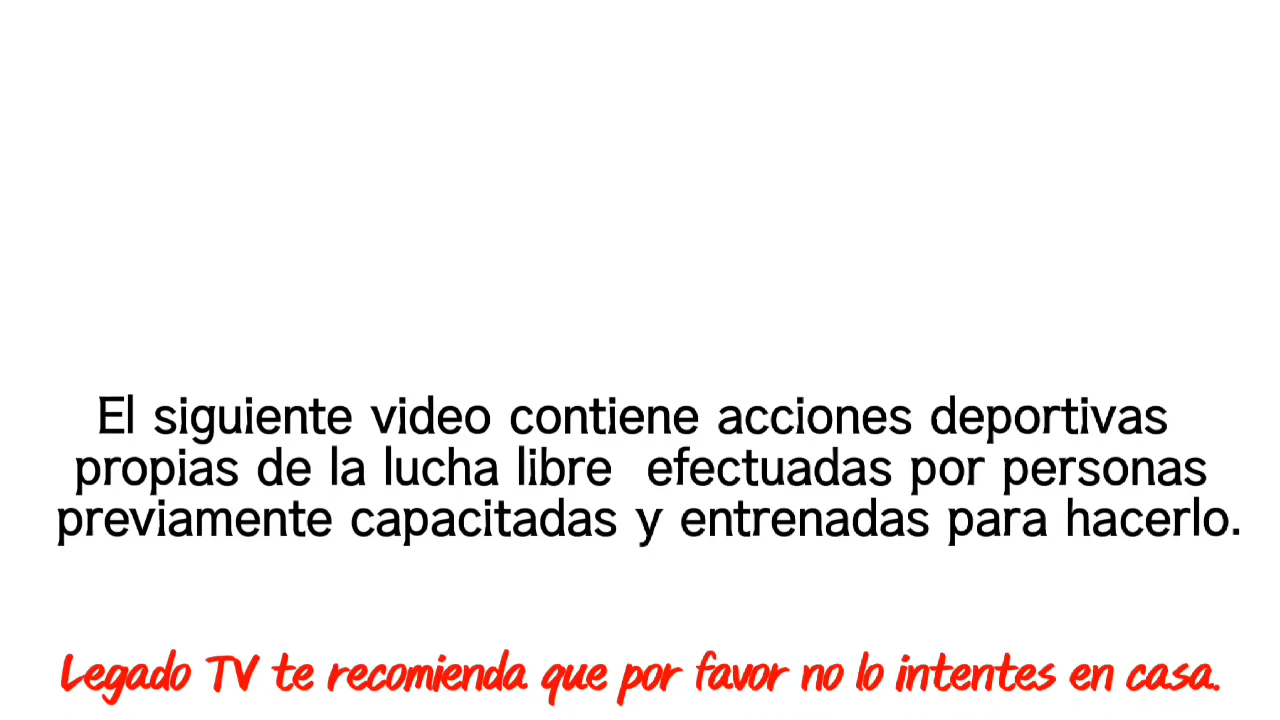 El siguiente video contiene acciones deportivas
propias de la lucha libre efectuadas por personas
previamente capacitadas y entrenadas para hacerlo.
Legado TV te recomienda que por favor no lo intentes en casa.